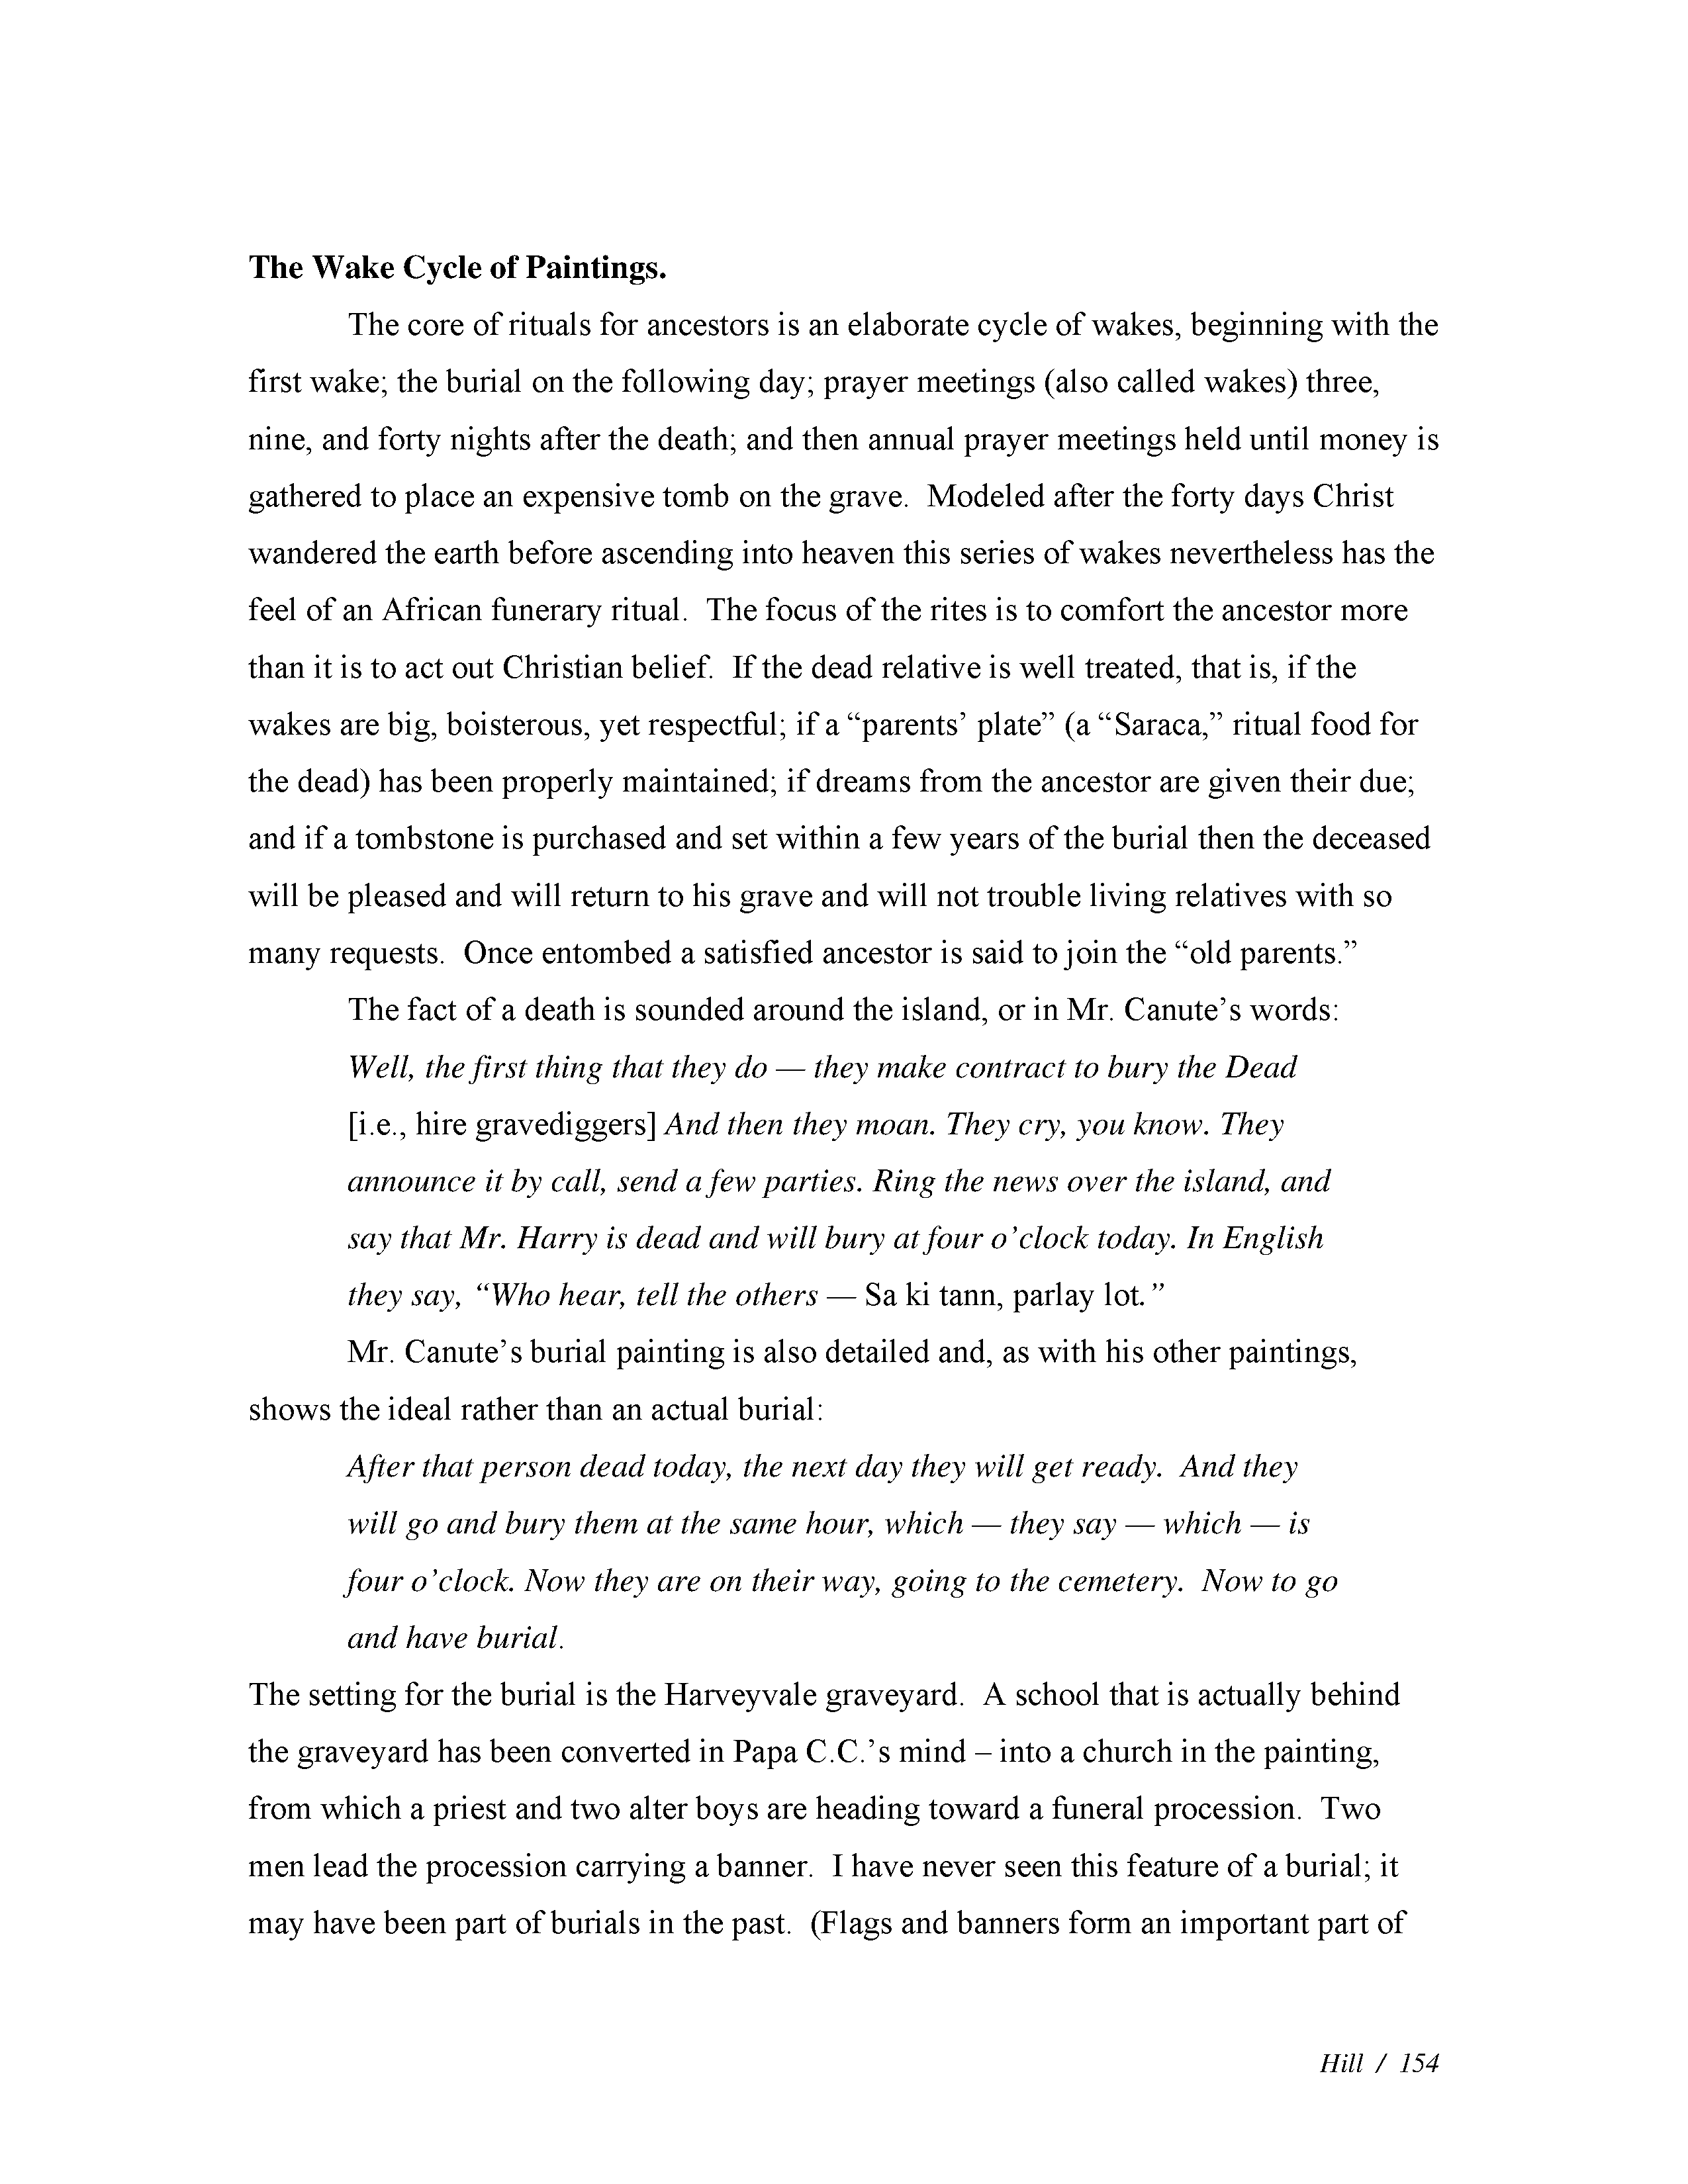 The Wake Cycle of Paintings.
The core of rituals for ancestors is an elaborate cycle of wakes, beginning with the
first wake; the burial on the following day; prayer meetings (also called wakes) three,
nine, and forty nights after the death; and then annual prayer meetings held until money is
gathered to place an expensive tomb on the grave.  Modeled after the forty days Christ
wandered the earth before ascending into heaven this series of wakes nevertheless has the
feel of an African funerary ritual.  The focus of the rites is to comfort the ancestor more
than it is to act out Christian belief.  If the dead relative is well treated, that is, if the
wakes are big, boisterous, yet respectful; if a “parents’ plate” (a “Saraca,” ritual food for
the dead) has been properly maintained; if dreams from the ancestor are given their due;
and if a tombstone is purchased and set within a few years of the burial then the deceased
will be pleased and will return to his grave and will not trouble living relatives with so
many requests.  Once entombed a satisfied ancestor is said to join the “old parents.”
The fact of a death is sounded around the island, or in Mr. Canute’s words:
Well, the first thing that they do — they make contract to bury the Dead
[i.e., hire gravediggers] And then they moan. They cry, you know. They
announce it by call, send a few parties. Ring the news over the island, and
say that Mr. Harry is dead and will bury at four o’clock today. In English
they say, “Who hear, tell the others — Sa ki tann, parlay lot.”
Mr. Canute’s burial painting is also detailed and, as with his other paintings,
shows the ideal rather than an actual burial:
After that person dead today, the next day they will get ready.  And they
will go and bury them at the same hour, which — they say — which — is
four o’clock. Now they are on their way, going to the cemetery.  Now to go
and have burial.
The setting for the burial is the Harveyvale graveyard.  A school that is actually behind
the graveyard has been converted in Papa C.C.’s mind – into a church in the painting,
from which a priest and two alter boys are heading toward a funeral procession.  Two
men lead the procession carrying a banner.  I have never seen this feature of a burial; it
may have been part of burials in the past.  (Flags and banners form an important part of
Hill / 154